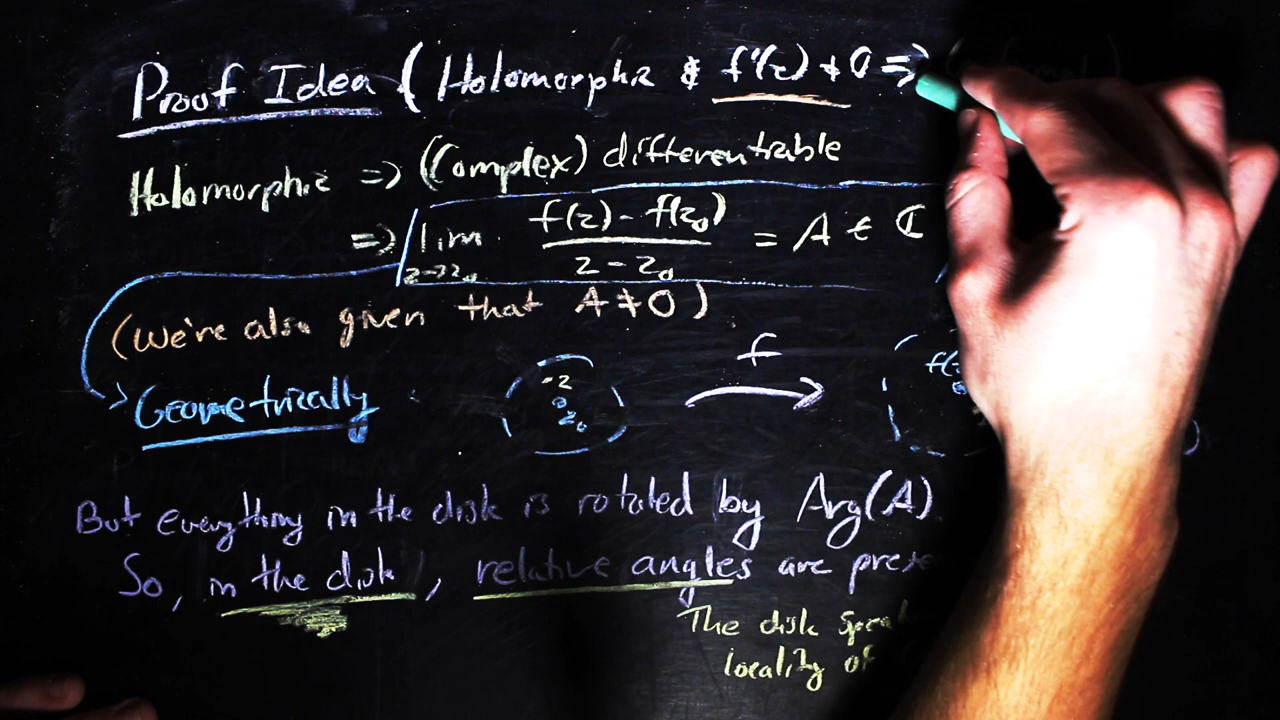 Proof Idea (Holomorphic & f'(z) ≠ 0 ⇒
Holomorphic ⇒ (Complex) differentiable
⇒ lim z→z₀ (f(z) - f(z₀)) / (z - z₀) = A ∈ ℂ
(We're also given that A ≠ 0)
Geometrically :
f
z
z₀
f(z
But everything in the disk is rotated by Arg(A)
So, in the disk, relative angles are
The disk
locality of